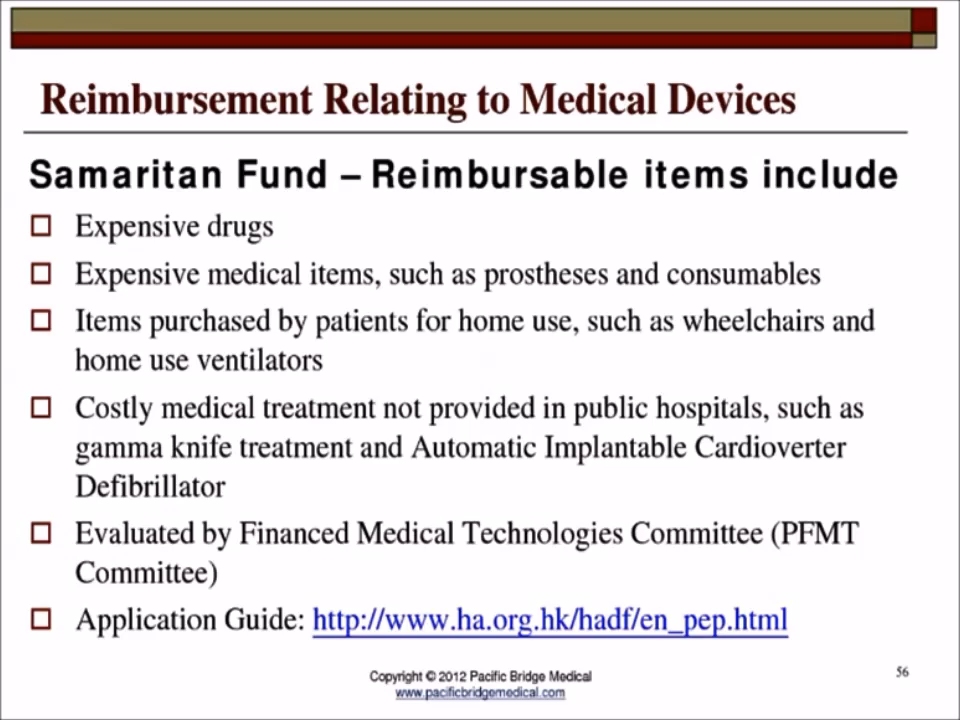 Reimbursement Relating to Medical Devices
Samaritan Fund – Reimbursable items include
Expensive drugs
Expensive medical items, such as prostheses and consumables
Items purchased by patients for home use, such as wheelchairs and
home use ventilators
Costly medical treatment not provided in public hospitals, such as
gamma knife treatment and Automatic Implantable Cardioverter
Defibrillator
Evaluated by Financed Medical Technologies Committee (PFMT
Committee)
Application Guide: http://www.ha.org.hk/hadf/en_pep.html
Copyright © 2012 Pacific Bridge Medical
www.pacificbridgemedical.com
56